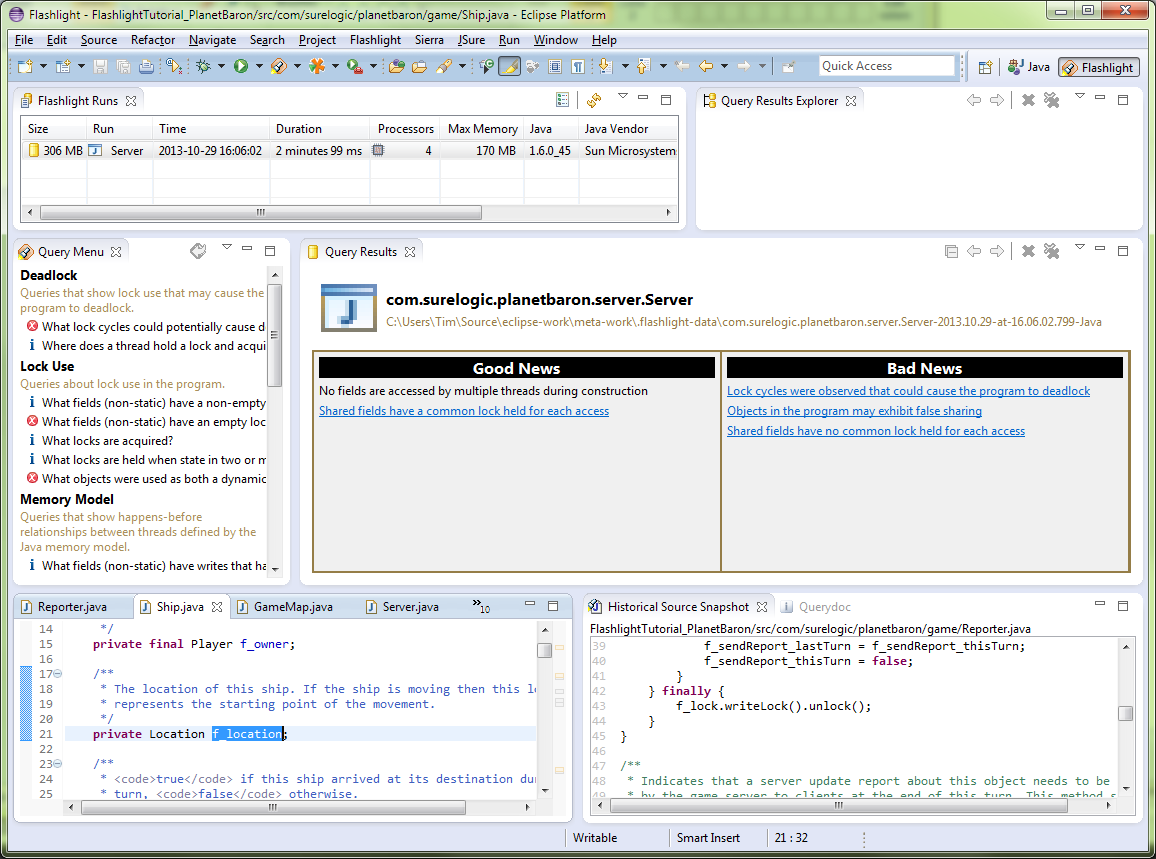 Flashlight - FlashlightTutorial_PlanetBaron/src/com/surelogic/planetbaron/game/Ship.java - Eclipse Platform
File Edit Source Refactor Navigate Search Project Flashlight Sierra JSure Run Window Help
Quick Access
Java
Flashlight
Flashlight Runs
Size Run Time Duration Processors Max Memory Java Java Vendor
306 MB Server 2013-10-29 16:06:02 2 minutes 99 ms 4 170 MB 1.6.0_45 Sun Microsystem
Query Results Explorer
Query Menu
Deadlock
Queries that show lock use that may cause the
program to deadlock.
What lock cycles could potentially cause d
Where does a thread hold a lock and acqui
Lock Use
Queries about lock use in the program.
What fields (non-static) have a non-empty
What fields (non-static) have an empty loc
What locks are acquired?
What locks are held when state in two or m
What objects were used as both a dynamic
Memory Model
Queries that show happens-before
relationships between threads defined by the
Java memory model.
What fields (non-static) have writes that ha
Query Results
com.surelogic.planetbaron.server.Server
C:\Users\Tim\Source\eclipse-work\meta-work\.flashlight-data\com.surelogic.planetbaron.server.Server-2013.10.29-at-16.06.02.799-Java
Good News
No fields are accessed by multiple threads during construction
Shared fields have a common lock held for each access
Bad News
Lock cycles were observed that could cause the program to deadlock
Objects in the program may exhibit false sharing
Shared fields have no common lock held for each access
Reporter.java Ship.java GameMap.java Server.java »10
14 */
15 private final Player f_owner;
16
17 /**
18 * The location of this ship. If the ship is moving then this lo
19 * represents the starting point of the movement.
20 */
21 private Location f_location;
22
23 /**
24 * <code>true</code> if this ship arrived at its destination dur
25 * turn, <code>false</code> otherwise.
Historical Source Snapshot Querydoc
FlashlightTutorial_PlanetBaron/src/com/surelogic/planetbaron/game/Reporter.java
39 f_sendReport_lastTurn = f_sendReport_thisTurn;
40 f_sendReport_thisTurn = false;
41 }
42 } finally {
43 f_lock.writeLock().unlock();
44 }
45 }
46
47 /**
48 * Indicates that a server update report about this object needs to be
49 * by the game server to clients at the end of this turn. This method s
Writable Smart Insert 21 : 32